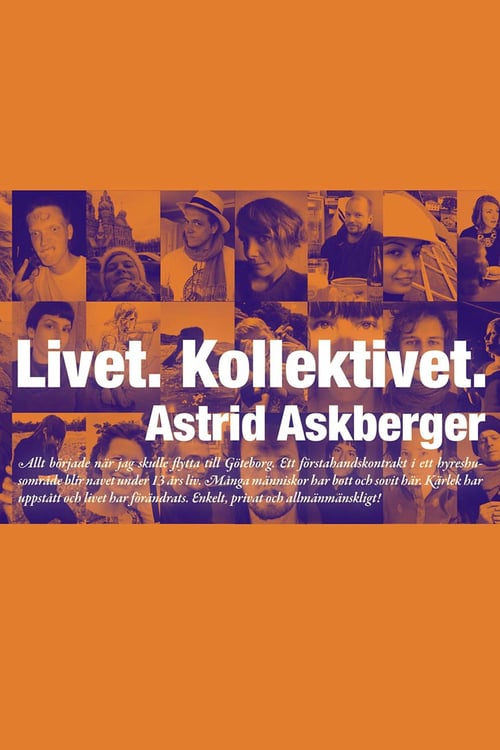 Livet. Kollektivet.
Astrid Askberger
Allt började när jag skulle flytta till Göteborg. Ett förstahandskontrakt i ett hyreshu-
sområde blir navet under 13 års liv. Många människor har bott och sovit här. Kärlek har
uppstått och livet har förändrats. Enkelt, privat och allmänmänskligt!